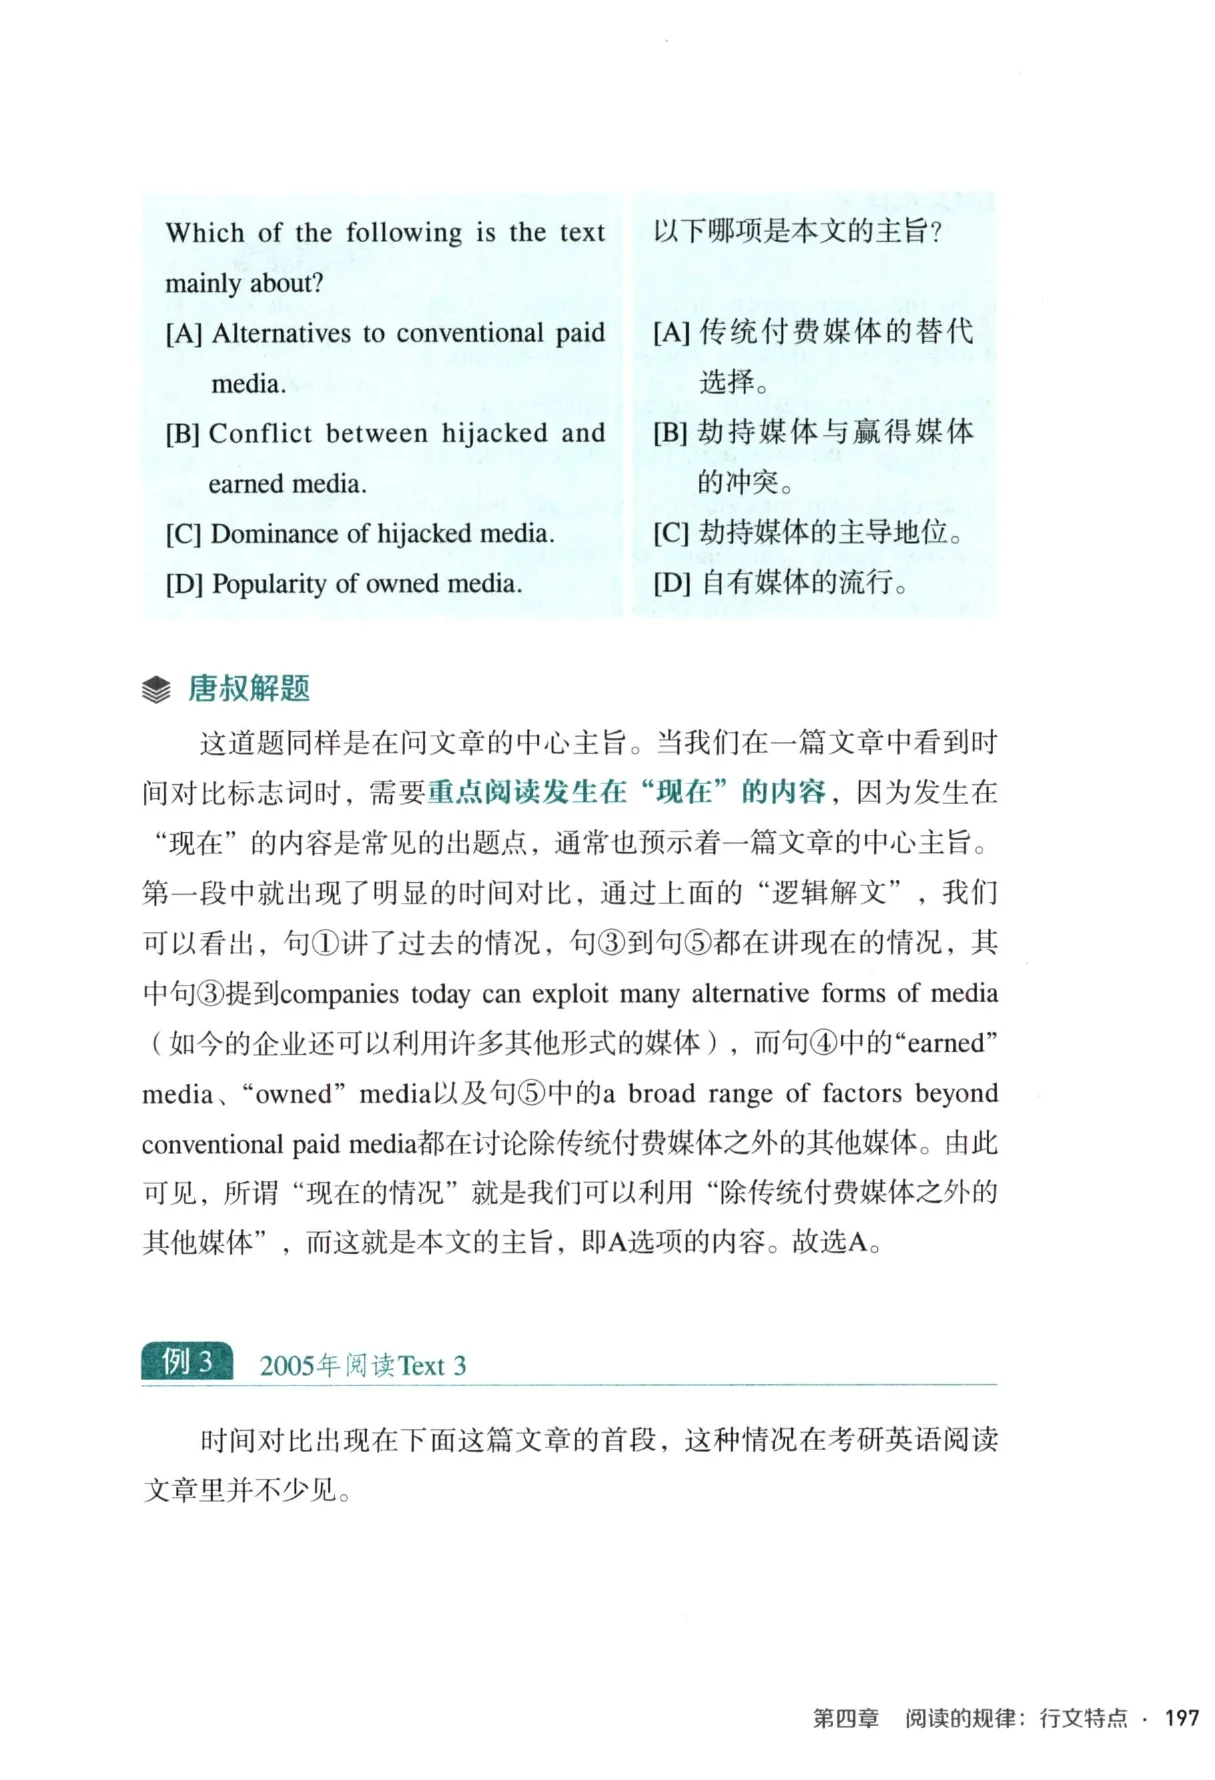 Which of the following is the text
mainly about?
[A] Alternatives to conventional paid
media.
[B] Conflict between hijacked and
earned media.
[C] Dominance of hijacked media.
[D] Popularity of owned media.
以下哪项是本文的主旨？
[A] 传统付费媒体的替代
选择。
[B] 劫持媒体与赢得媒体
的冲突。
[C] 劫持媒体的主导地位。
[D] 自有媒体的流行。
唐叔解题
这道题同样是在问文章的中心主旨。当我们在一篇文章中看到时
间对比标志词时，需要重点阅读发生在“现在”的内容，因为发生在
“现在”的内容是常见的出题点，通常也预示着一篇文章的中心主旨。
第一段中就出现了明显的时间对比，通过上面的“逻辑解文”，我们
可以看出，句①讲了过去的情况，句③到句⑤都在讲现在的情况，其
中句③提到companies today can exploit many alternative forms of media
（如今的企业还可以利用许多其他形式的媒体），而句④中的“earned”
media、“owned” media以及句⑤中的a broad range of factors beyond
conventional paid media都在讨论除传统付费媒体之外的其他媒体。由此
可见，所谓“现在的情况”就是我们可以利用“除传统付费媒体之外的
其他媒体”，而这就是本文的主旨，即A选项的内容。故选A。
例 3 2005年阅读Text 3
时间对比出现在下面这篇文章的首段，这种情况在考研英语阅读
文章里并不少见。
第四章 阅读的规律：行文特点 · 197